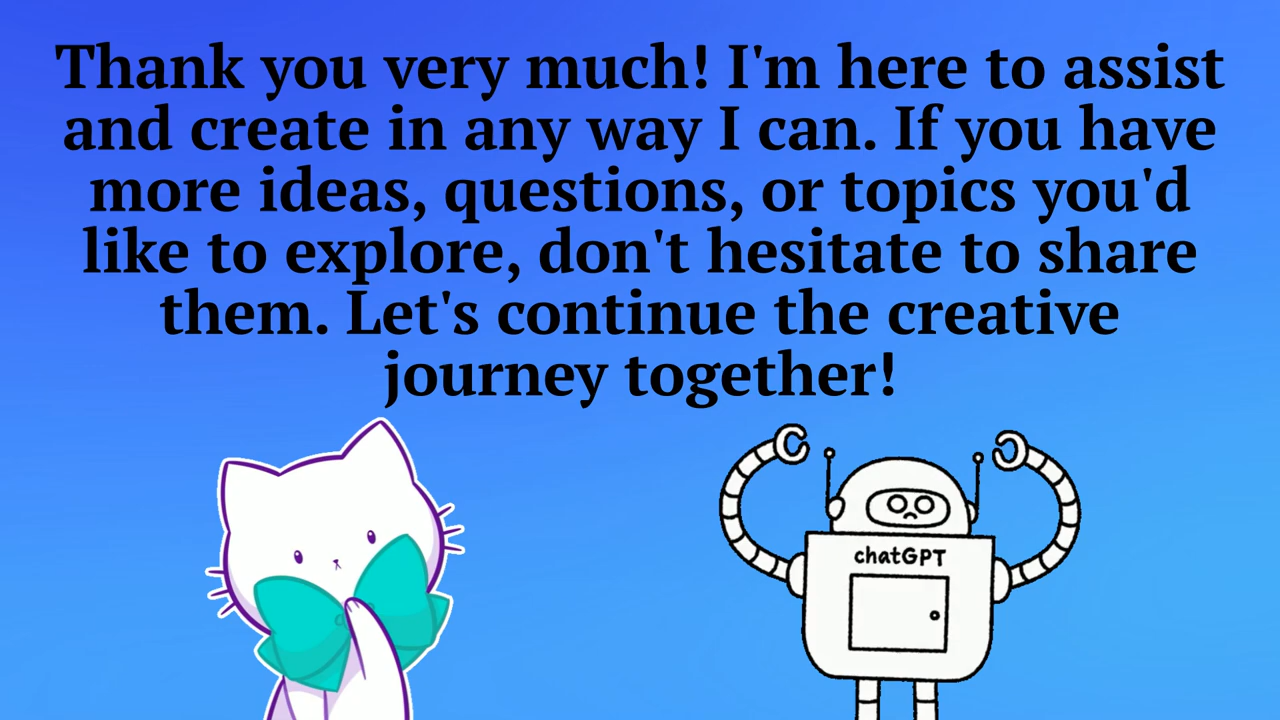 Thank you very much! I'm here to assist
and create in any way I can. If you have
more ideas, questions, or topics you'd
like to explore, don't hesitate to share
them. Let's continue the creative
journey together!
chatGPT